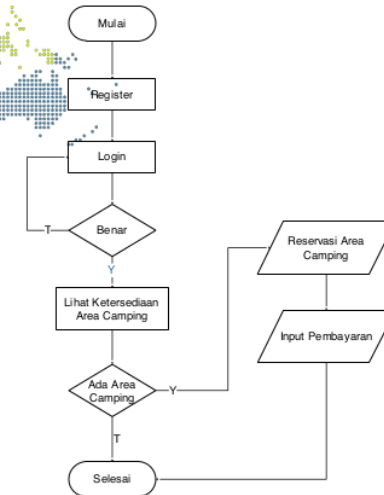 Mulai
Register
Login
T
Benar
Y
Lihat Ketersediaan
Area Camping
Ada Area
Camping
Y
T
Selesai
Reservasi Area
Camping
Input Pembayaran